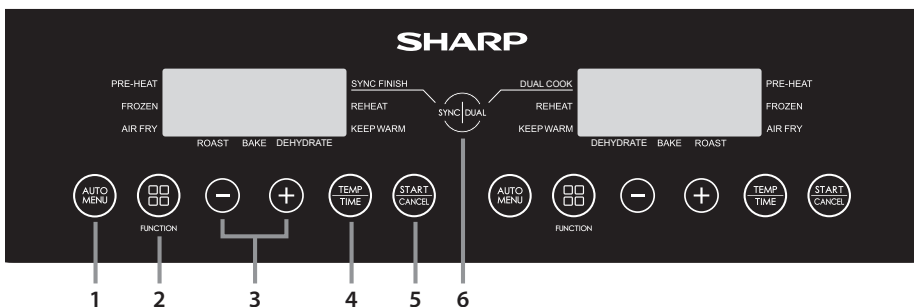 SHARP
PRE-HEAT
FROZEN
AIR FRY
SYNC FINISH
REHEAT
KEEP WARM
ROAST BAKE DEHYDRATE
SYNC DUAL
DUAL COOK
REHEAT
KEEP WARM
PRE-HEAT
FROZEN
AIR FRY
DEHYDRATE BAKE ROAST
AUTO
MENU
FUNCTION
− +
TEMP
TIME
START
CANCEL
AUTO
MENU
FUNCTION
− +
TEMP
TIME
START
CANCEL
1 2 3 4 5 6